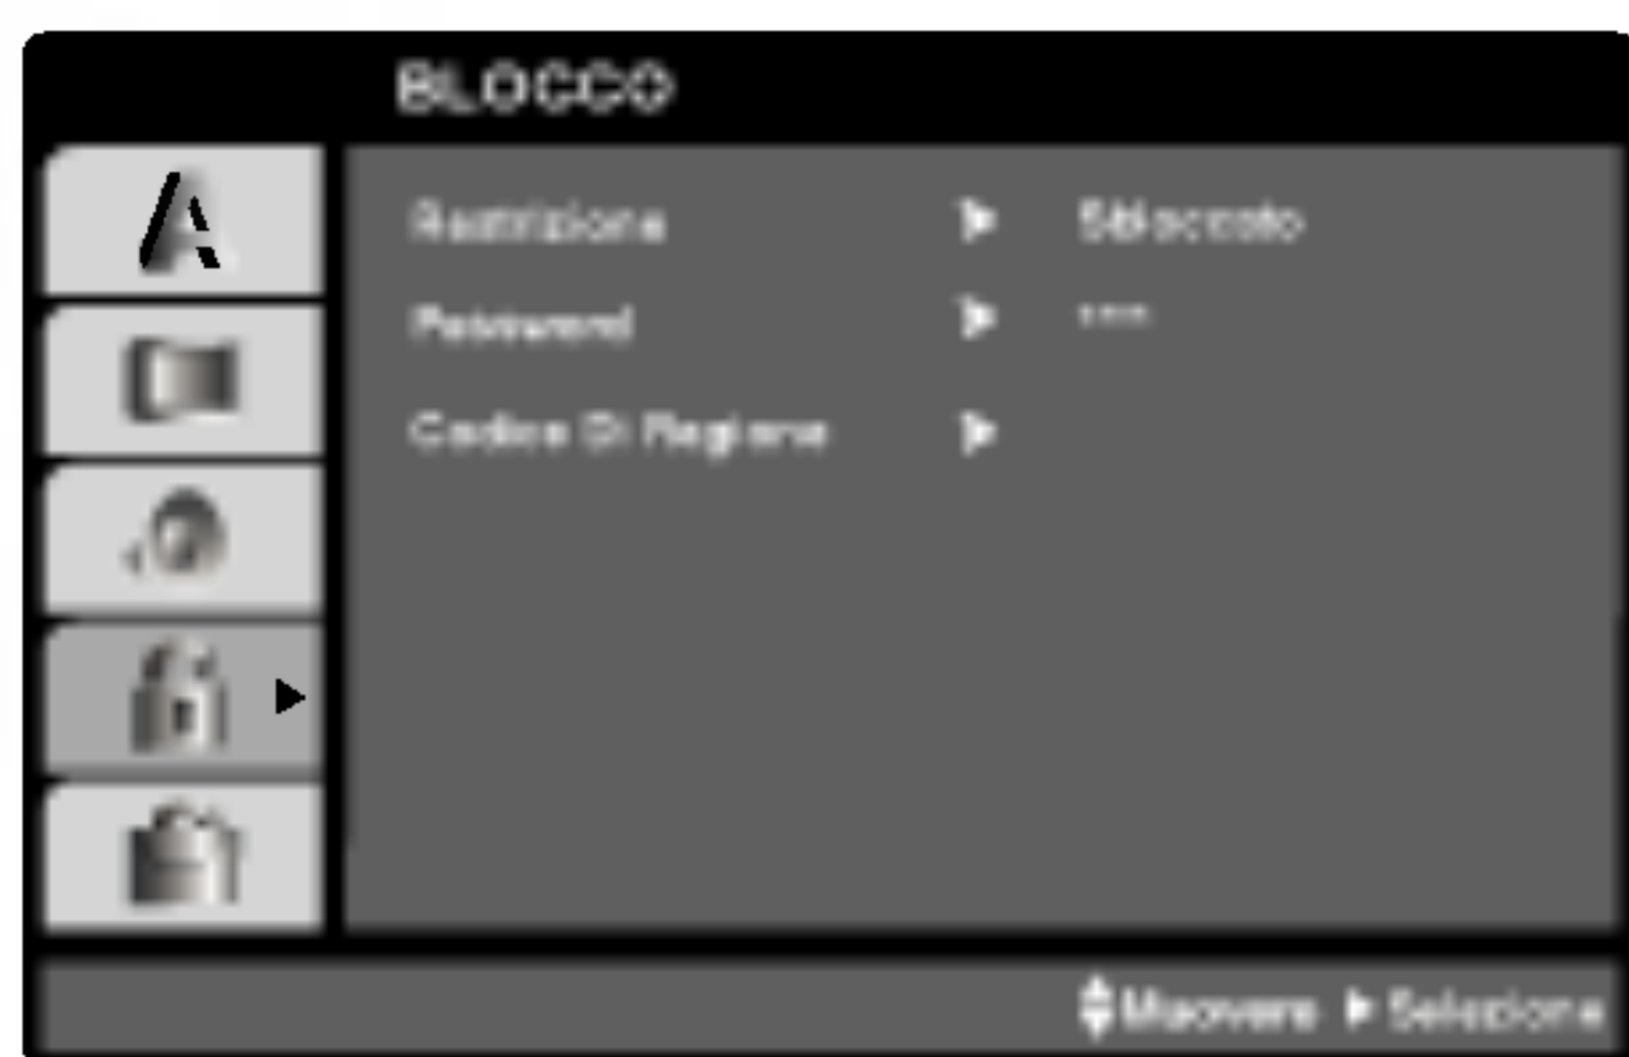 BLOCCO
Restrizione Sbloccato
Password ****
Codice Di Regione
Muovere Selezione